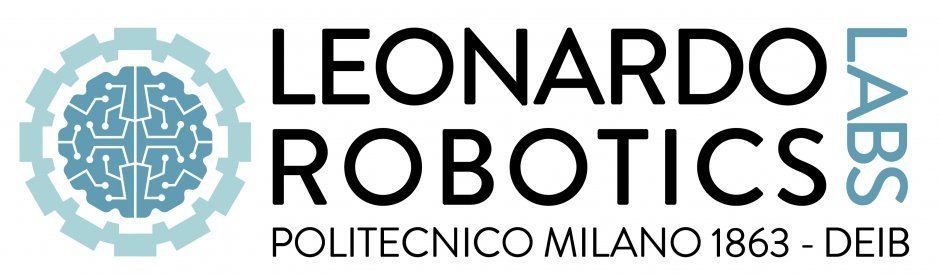 LEONARDO
ROBOTICS
LABS
POLITECNICO MILANO 1863 - DEIB